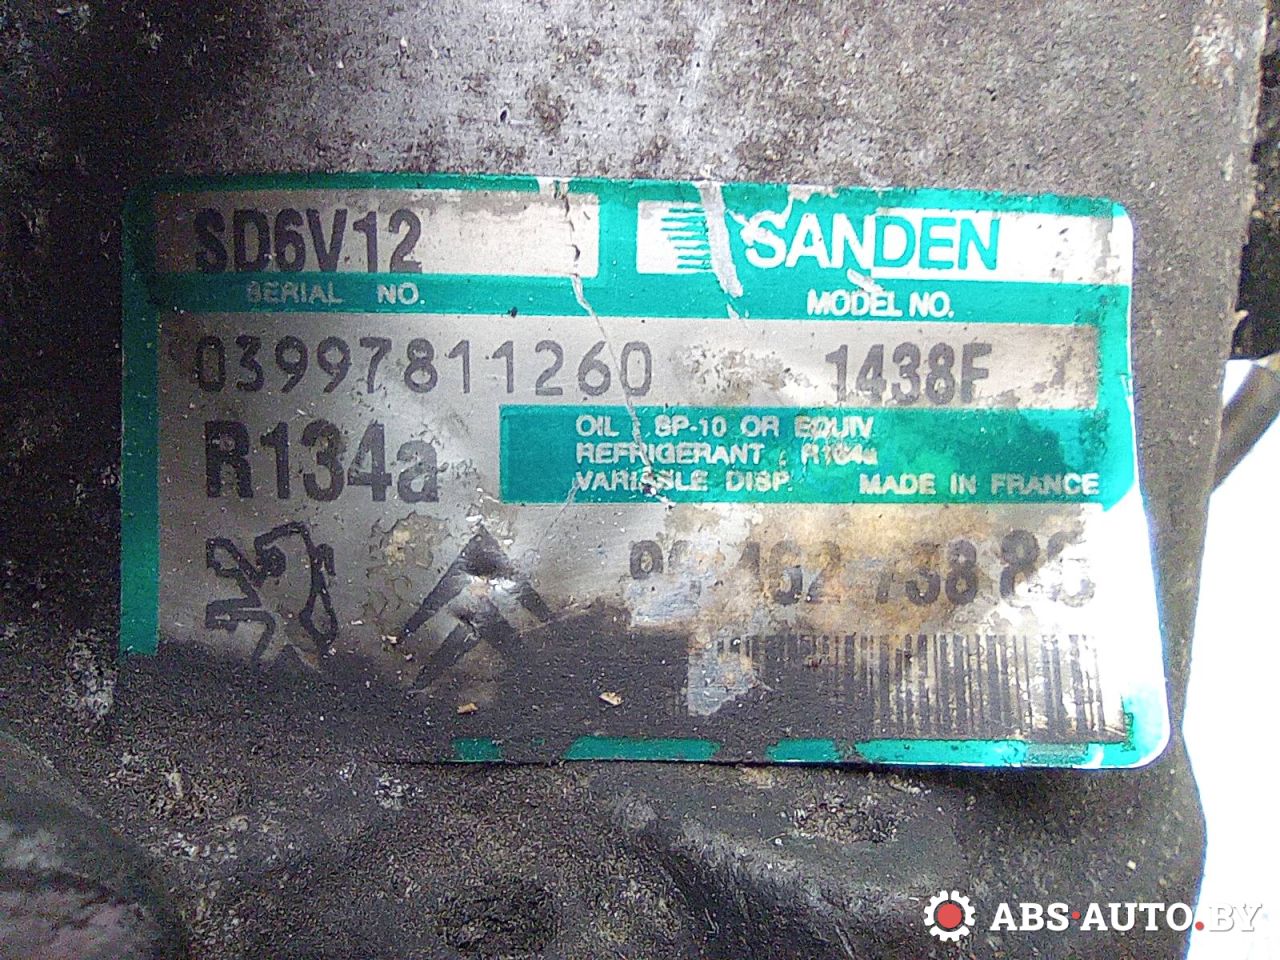 SD6V12 SANDEN
SERIAL NO. MODEL NO.
03997811260 1438F
R134a
OIL : SP-10 OR EQUIV
REFRIGERANT : R134a
VARIABLE DISP. MADE IN FRANCE
ABS·AUTO.BY